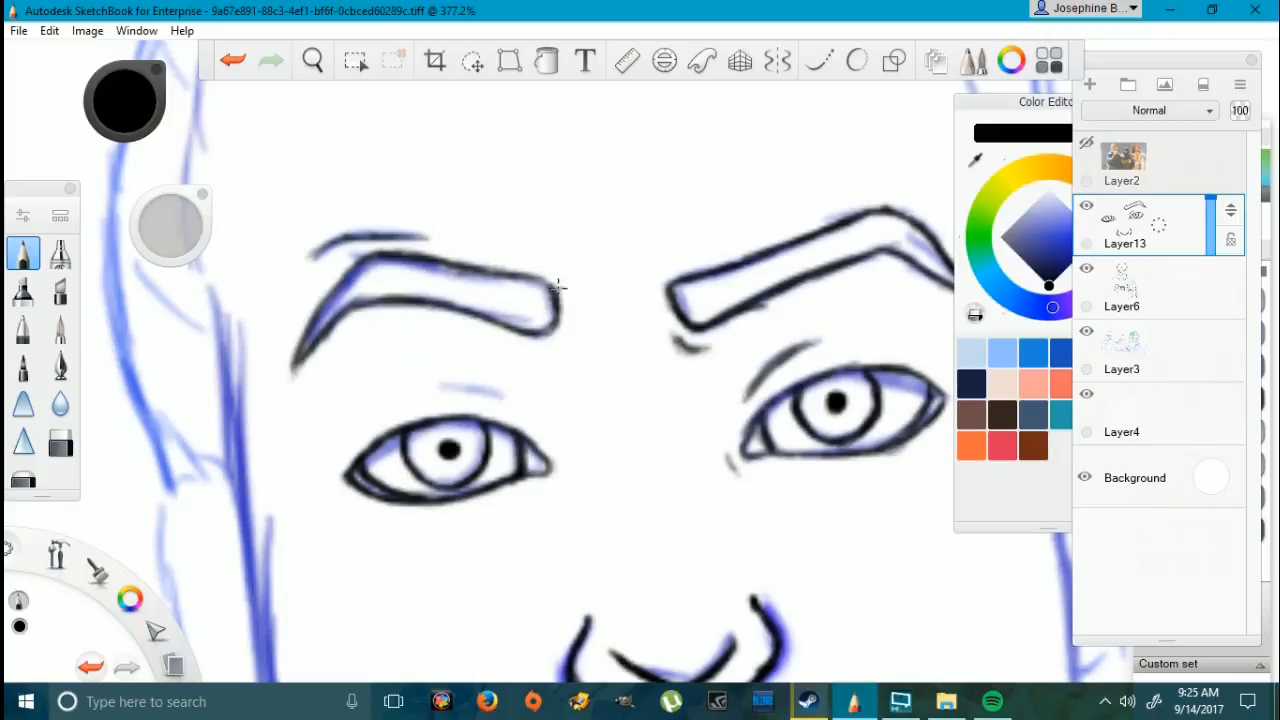 Autodesk SketchBook for Enterprise - 9a67e891-88c3-4ef1-bf6f-0cbced60289c.tiff @ 377.2%
Josephine B...
File Edit Image Window Help
T
Color Edito
Normal
100
Layer2
Layer13
Layer6
Layer3
Layer4
Background
Custom set
Type here to search
9:25 AM
9/14/2017